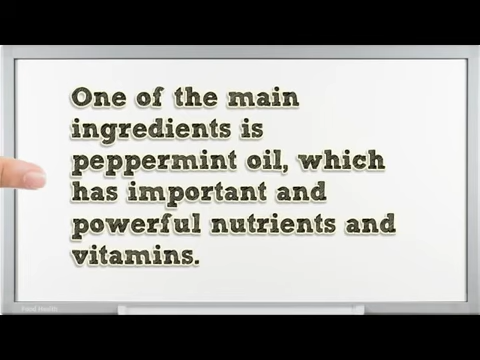 One of the main
ingredients is
peppermint oil, which
has important and
powerful nutrients and
vitamins.